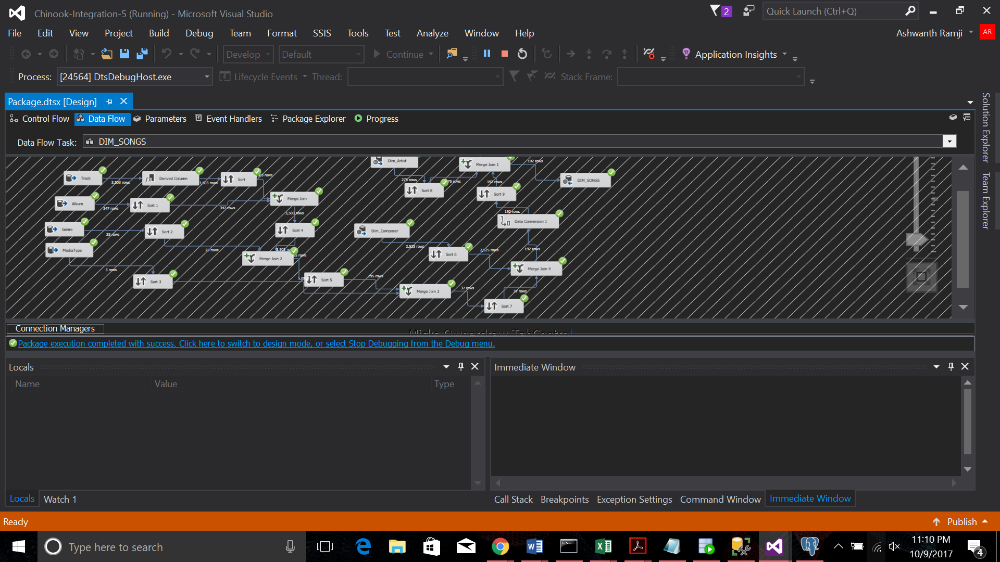 Chinook-Integration-5 (Running) - Microsoft Visual Studio
2
Quick Launch (Ctrl+Q)
File Edit View Project Build Debug Team Format SSIS Tools Test Analyze Window Help
Ashwanth Ramji
AR
Develop
Default
Continue
Application Insights
Process:
[24564] DtsDebugHost.exe
Lifecycle Events
Thread:
Stack Frame:
Package.dtsx [Design]
Control Flow
Data Flow
Parameters
Event Handlers
Package Explorer
Progress
Data Flow Task:
DIM_SONGS
Solution Explorer
Team Explorer
Dim_Artist
Merge Join 1
192 rows
Track
3,503 rows
Derived Column
3,503 rows
Sort
DIM_SONGS
275 rows
192 rows
Sort 8
Sort 9
Album
347 rows
Sort 1
347 rows
Merge Join
3,503 rows
192 rows
Data Conversion 1
Genre
25 rows
Sort 2
Sort 4
Dim_Composer
MediaType
25 rows
2,525 rows
Sort 6
2,525 rows
192 rows
Merge Join 2
5 rows
Merge Join 4
Sort 3
Sort 5
295 rows
Merge Join 3
37 rows
37 rows
Sort 7
Connection Managers
Package execution completed with success. Click here to switch to design mode, or select Stop Debugging from the Debug menu.
Locals
Immediate Window
Name
Value
Type
Locals
Watch 1
Call Stack
Breakpoints
Exception Settings
Command Window
Immediate Window
Ready
Publish
Type here to search
11:10 PM
10/9/2017
4